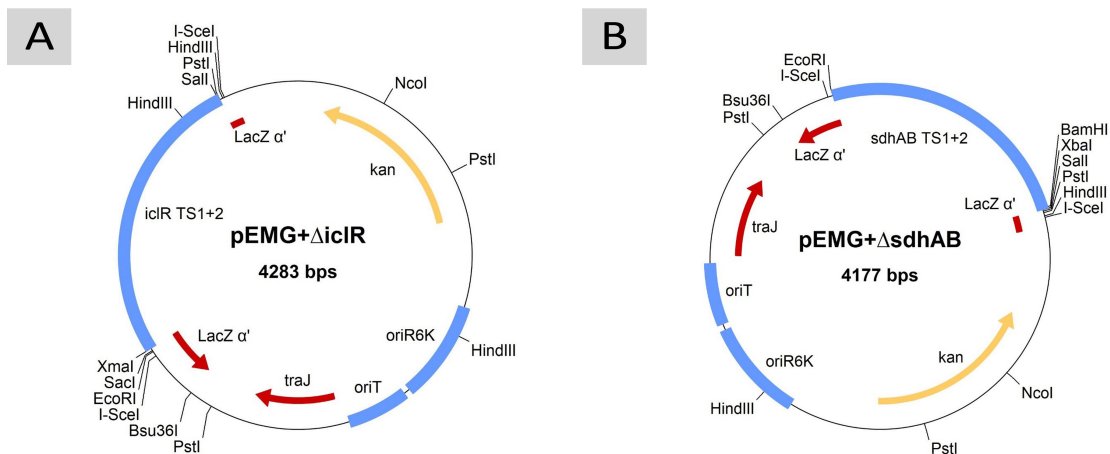 A
I-SceI
HindIII
PstI
SalI
HindIII
NcoI
PstI
LacZ α'
kan
iclR TS1+2
pEMG+ΔiclR
4283 bps
LacZ α'
oriR6K
HindIII
traJ
oriT
XmaI
SacI
EcoRI
I-SceI
Bsu36I
PstI
B
EcoRI
I-SceI
Bsu36I
PstI
LacZ α'
sdhAB TS1+2
BamHI
XbaI
SalI
PstI
HindIII
I-SceI
LacZ α'
traJ
pEMG+ΔsdhAB
4177 bps
oriT
oriR6K
kan
HindIII
NcoI
PstI